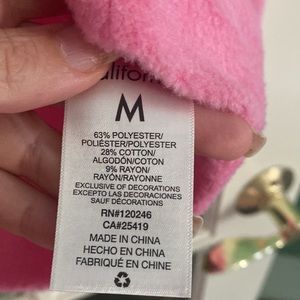 M
63% POLYESTER/
POLIÉSTER/POLYESTER
28% COTTON/
ALGODÓN/COTON
9% RAYON/
RAYÓN/RAYONNE
EXCLUSIVE OF DECORATIONS
EXCEPTO LAS DECORACIONES
SAUF DÉCORATIONS
RN#120246
CA#25419
MADE IN CHINA
HECHO EN CHINA
FABRIQUÉ EN CHINE